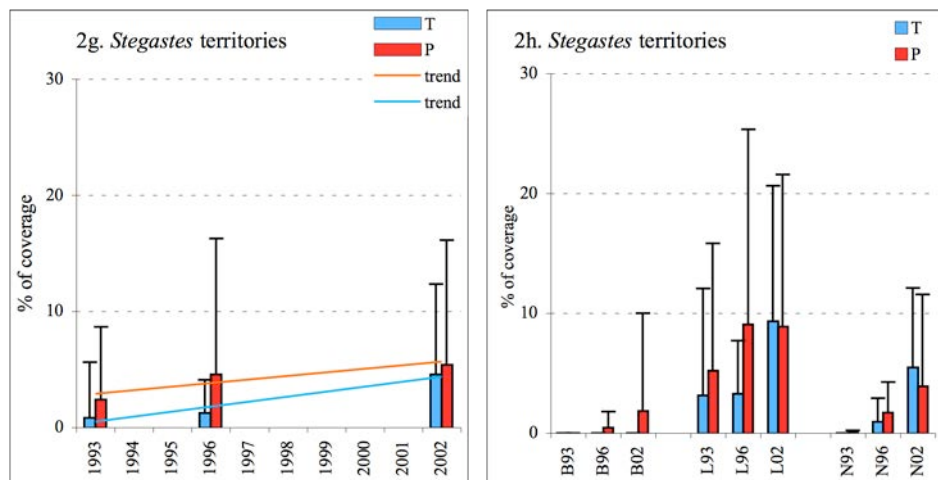 2g. Stegastes territories
T
P
trend
trend
% of coverage
30
20
10
0
1993
1994
1995
1996
1997
1998
1999
2000
2001
2002
2h. Stegastes territories
T
P
% of coverage
30
20
10
0
B93
B96
B02
L93
L96
L02
N93
N96
N02